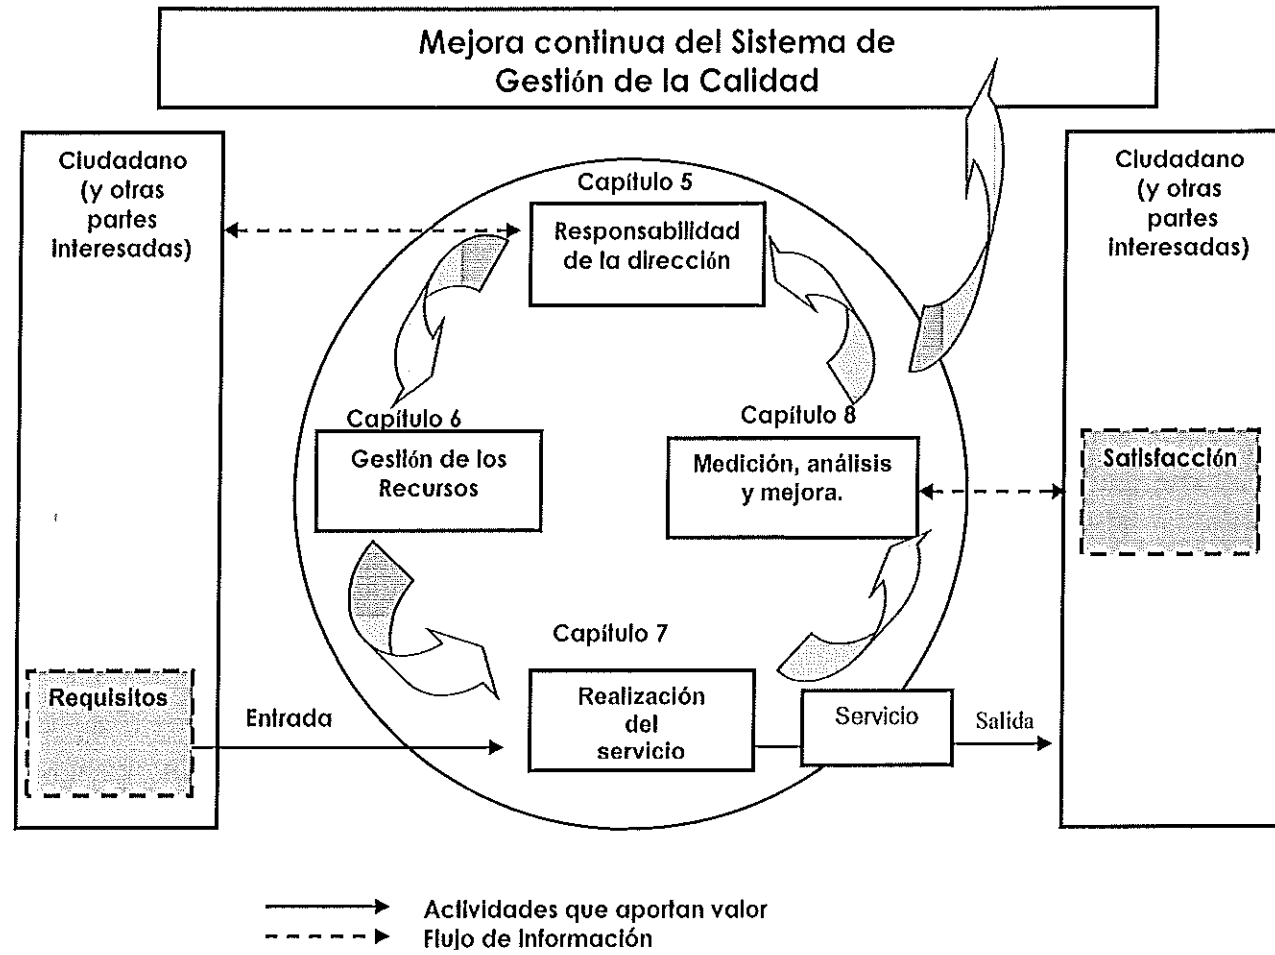 Mejora continua del Sistema de
Gestión de la Calidad
Ciudadano
(y otras
partes
interesadas)
Capítulo 5
Responsabilidad
de la dirección
Ciudadano
(y otras
partes
interesadas)
Capítulo 6
Gestión de los
Recursos
Capítulo 8
Medición, análisis
y mejora.
Satisfacción
Capítulo 7
Requisitos
Entrada
Realización
del
servicio
Servicio
Salida
Actividades que aportan valor
Flujo de Información